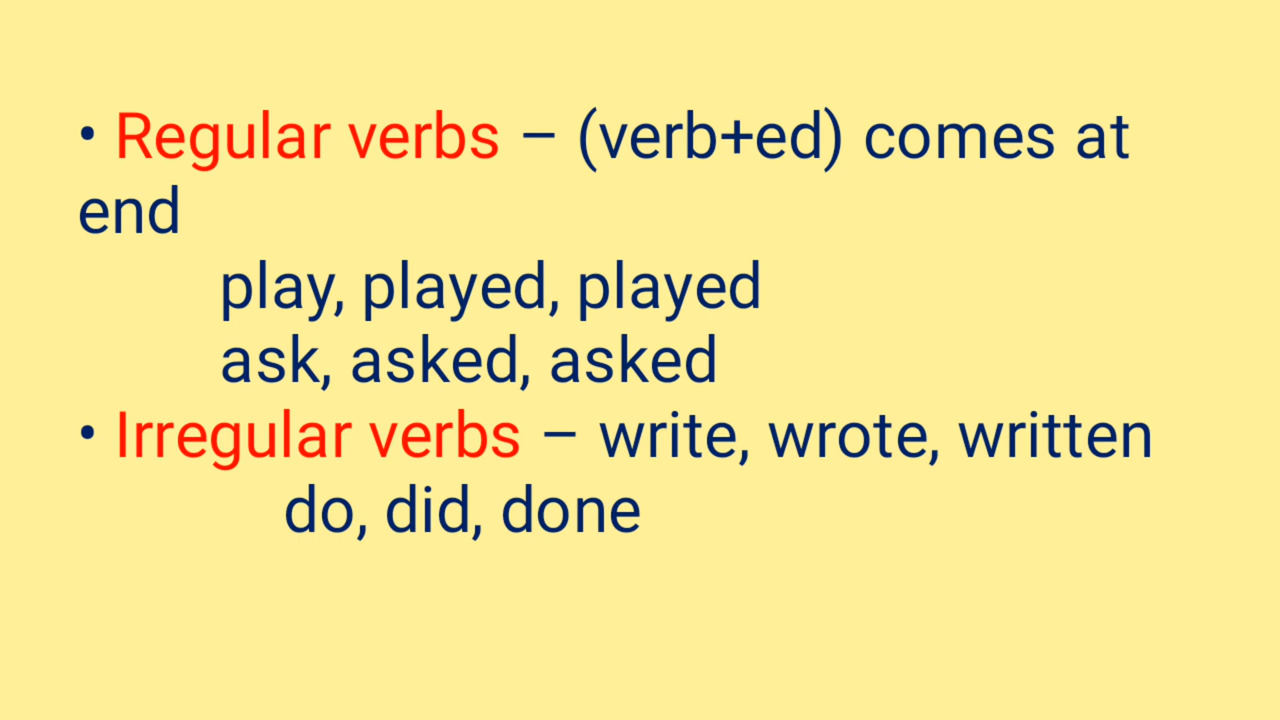 • Regular verbs – (verb+ed) comes at
end
play, played, played
ask, asked, asked
• Irregular verbs – write, wrote, written
do, did, done